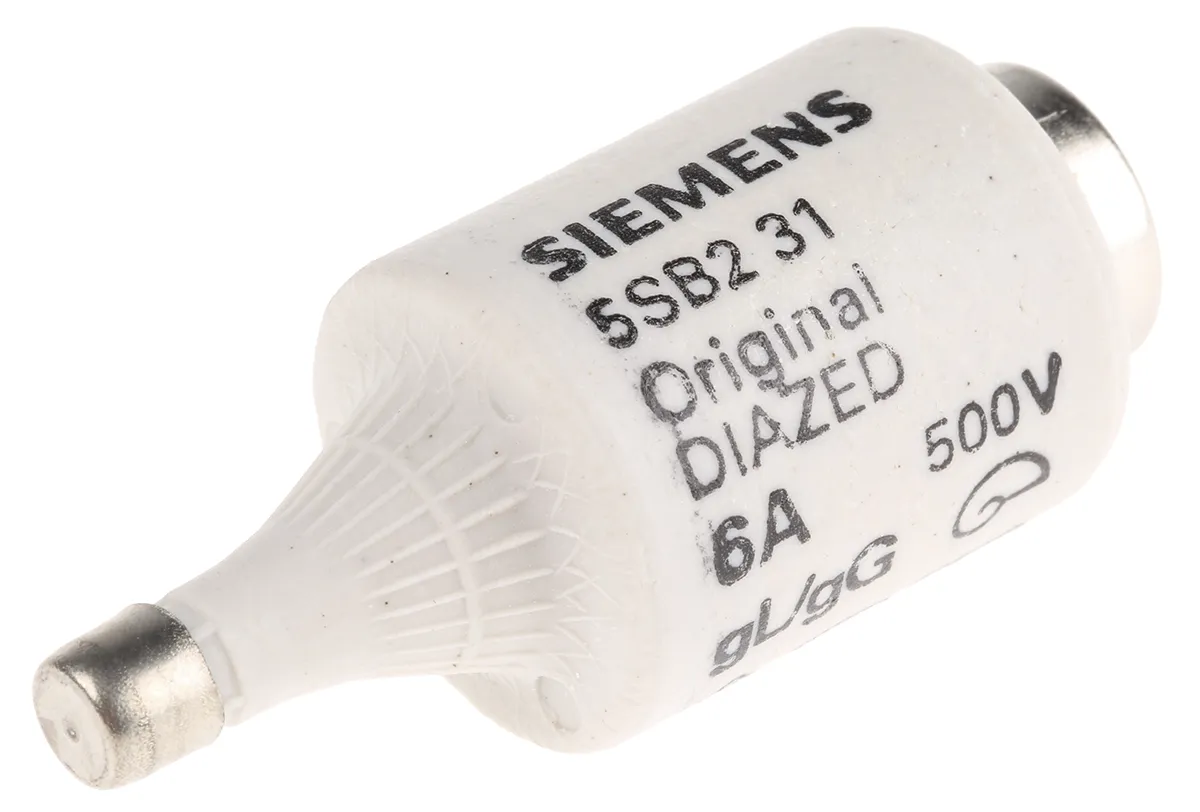 SIEMENS
5SB2 31
Original
DIAZED
6A
500V
gL/gG